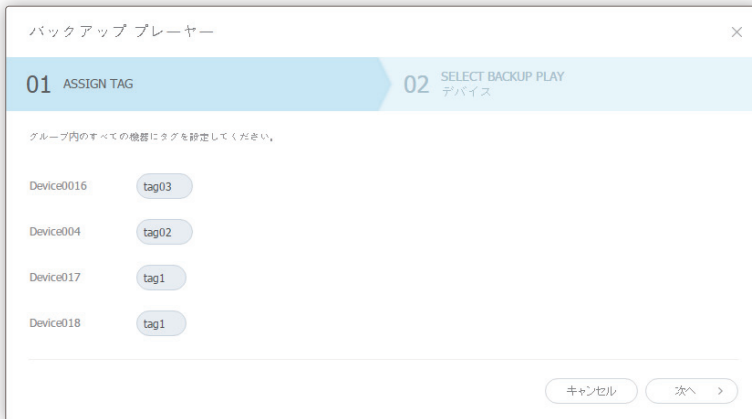 バックアップ プレーヤー
01 ASSIGN TAG
02 SELECT BACKUP PLAY
デバイス
グループ内のすべての機器にタグを設定してください。
Device0016 tag03
Device004 tag02
Device017 tag1
Device018 tag1
キャンセル 次へ